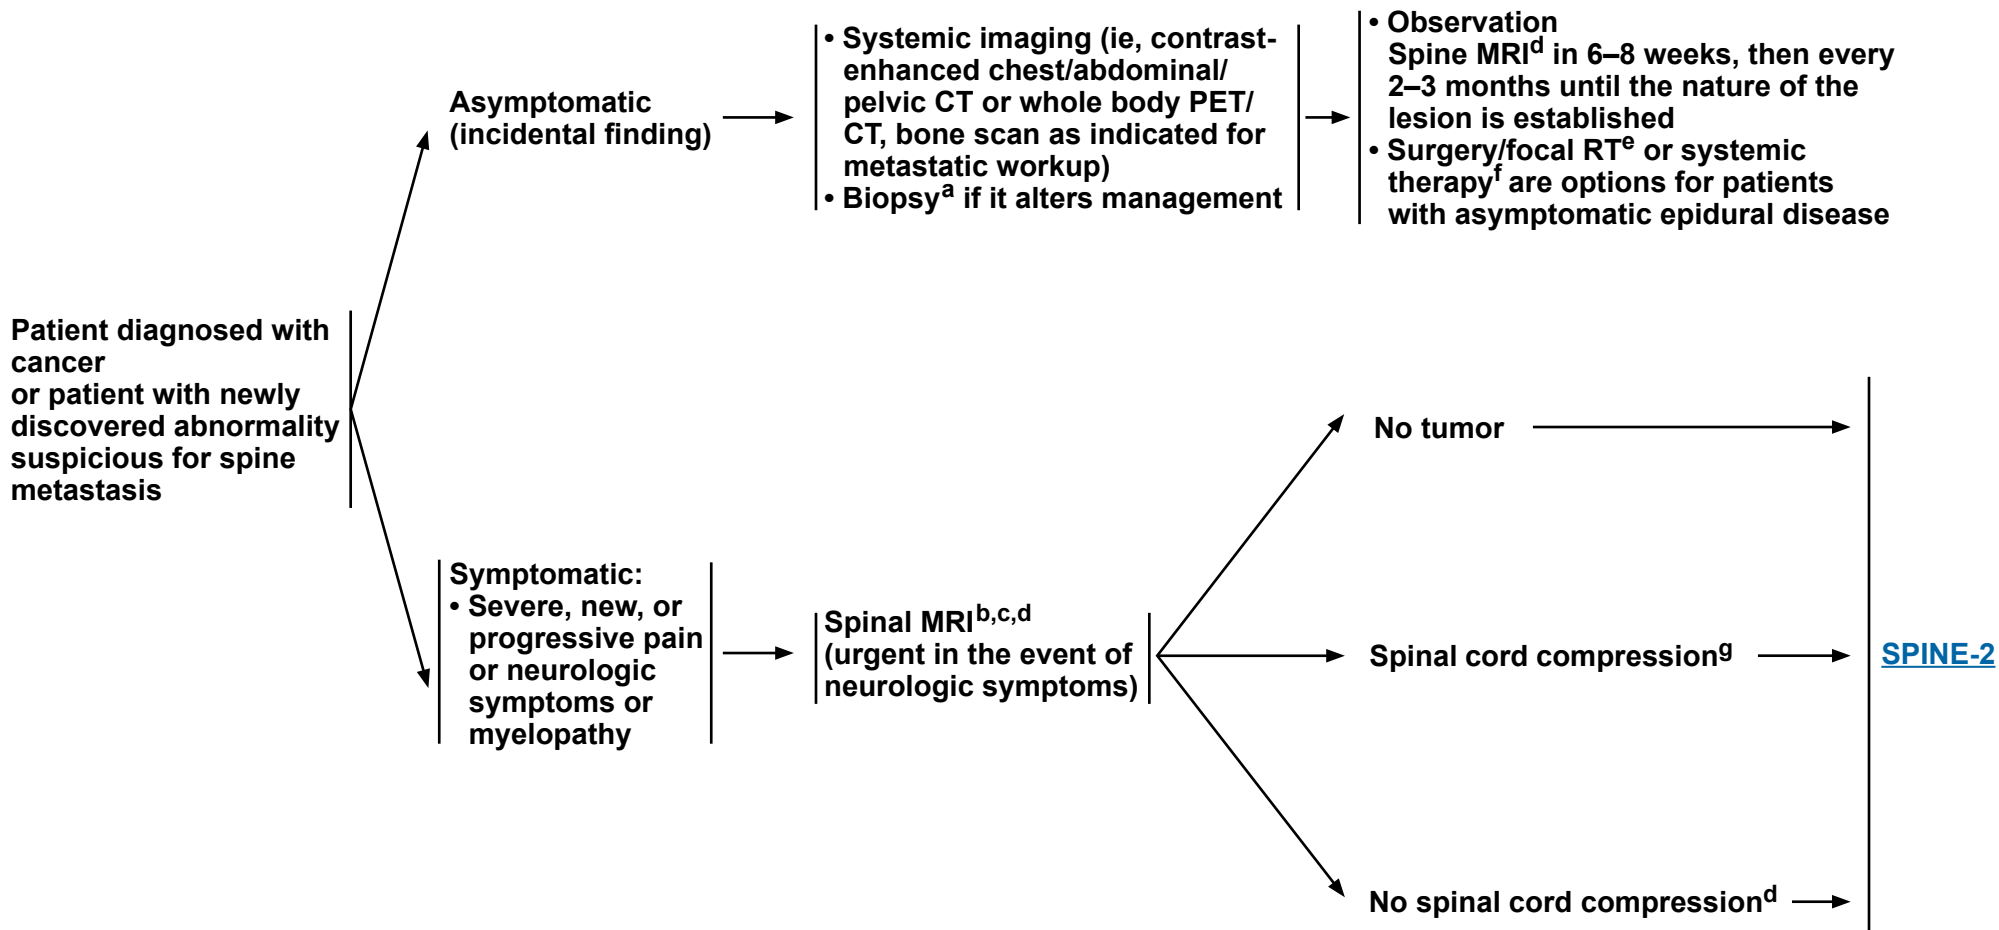 Patient diagnosed with
cancer
or patient with newly
discovered abnormality
suspicious for spine
metastasis
Asymptomatic
(incidental finding)
• Systemic imaging (ie, contrast-
enhanced chest/abdominal/
pelvic CT or whole body PET/
CT, bone scan as indicated for
metastatic workup)
• Biopsyᵃ if it alters management
• Observation
Spine MRIᵈ in 6–8 weeks, then every
2–3 months until the nature of the
lesion is established
• Surgery/focal RTᵉ or systemic
therapyᶠ are options for patients
with asymptomatic epidural disease
Symptomatic:
• Severe, new, or
progressive pain
or neurologic
symptoms or
myelopathy
Spinal MRIᵇ,ᶜ,ᵈ
(urgent in the event of
neurologic symptoms)
No tumor
Spinal cord compressionᵍ
No spinal cord compressionᵈ
SPINE-2